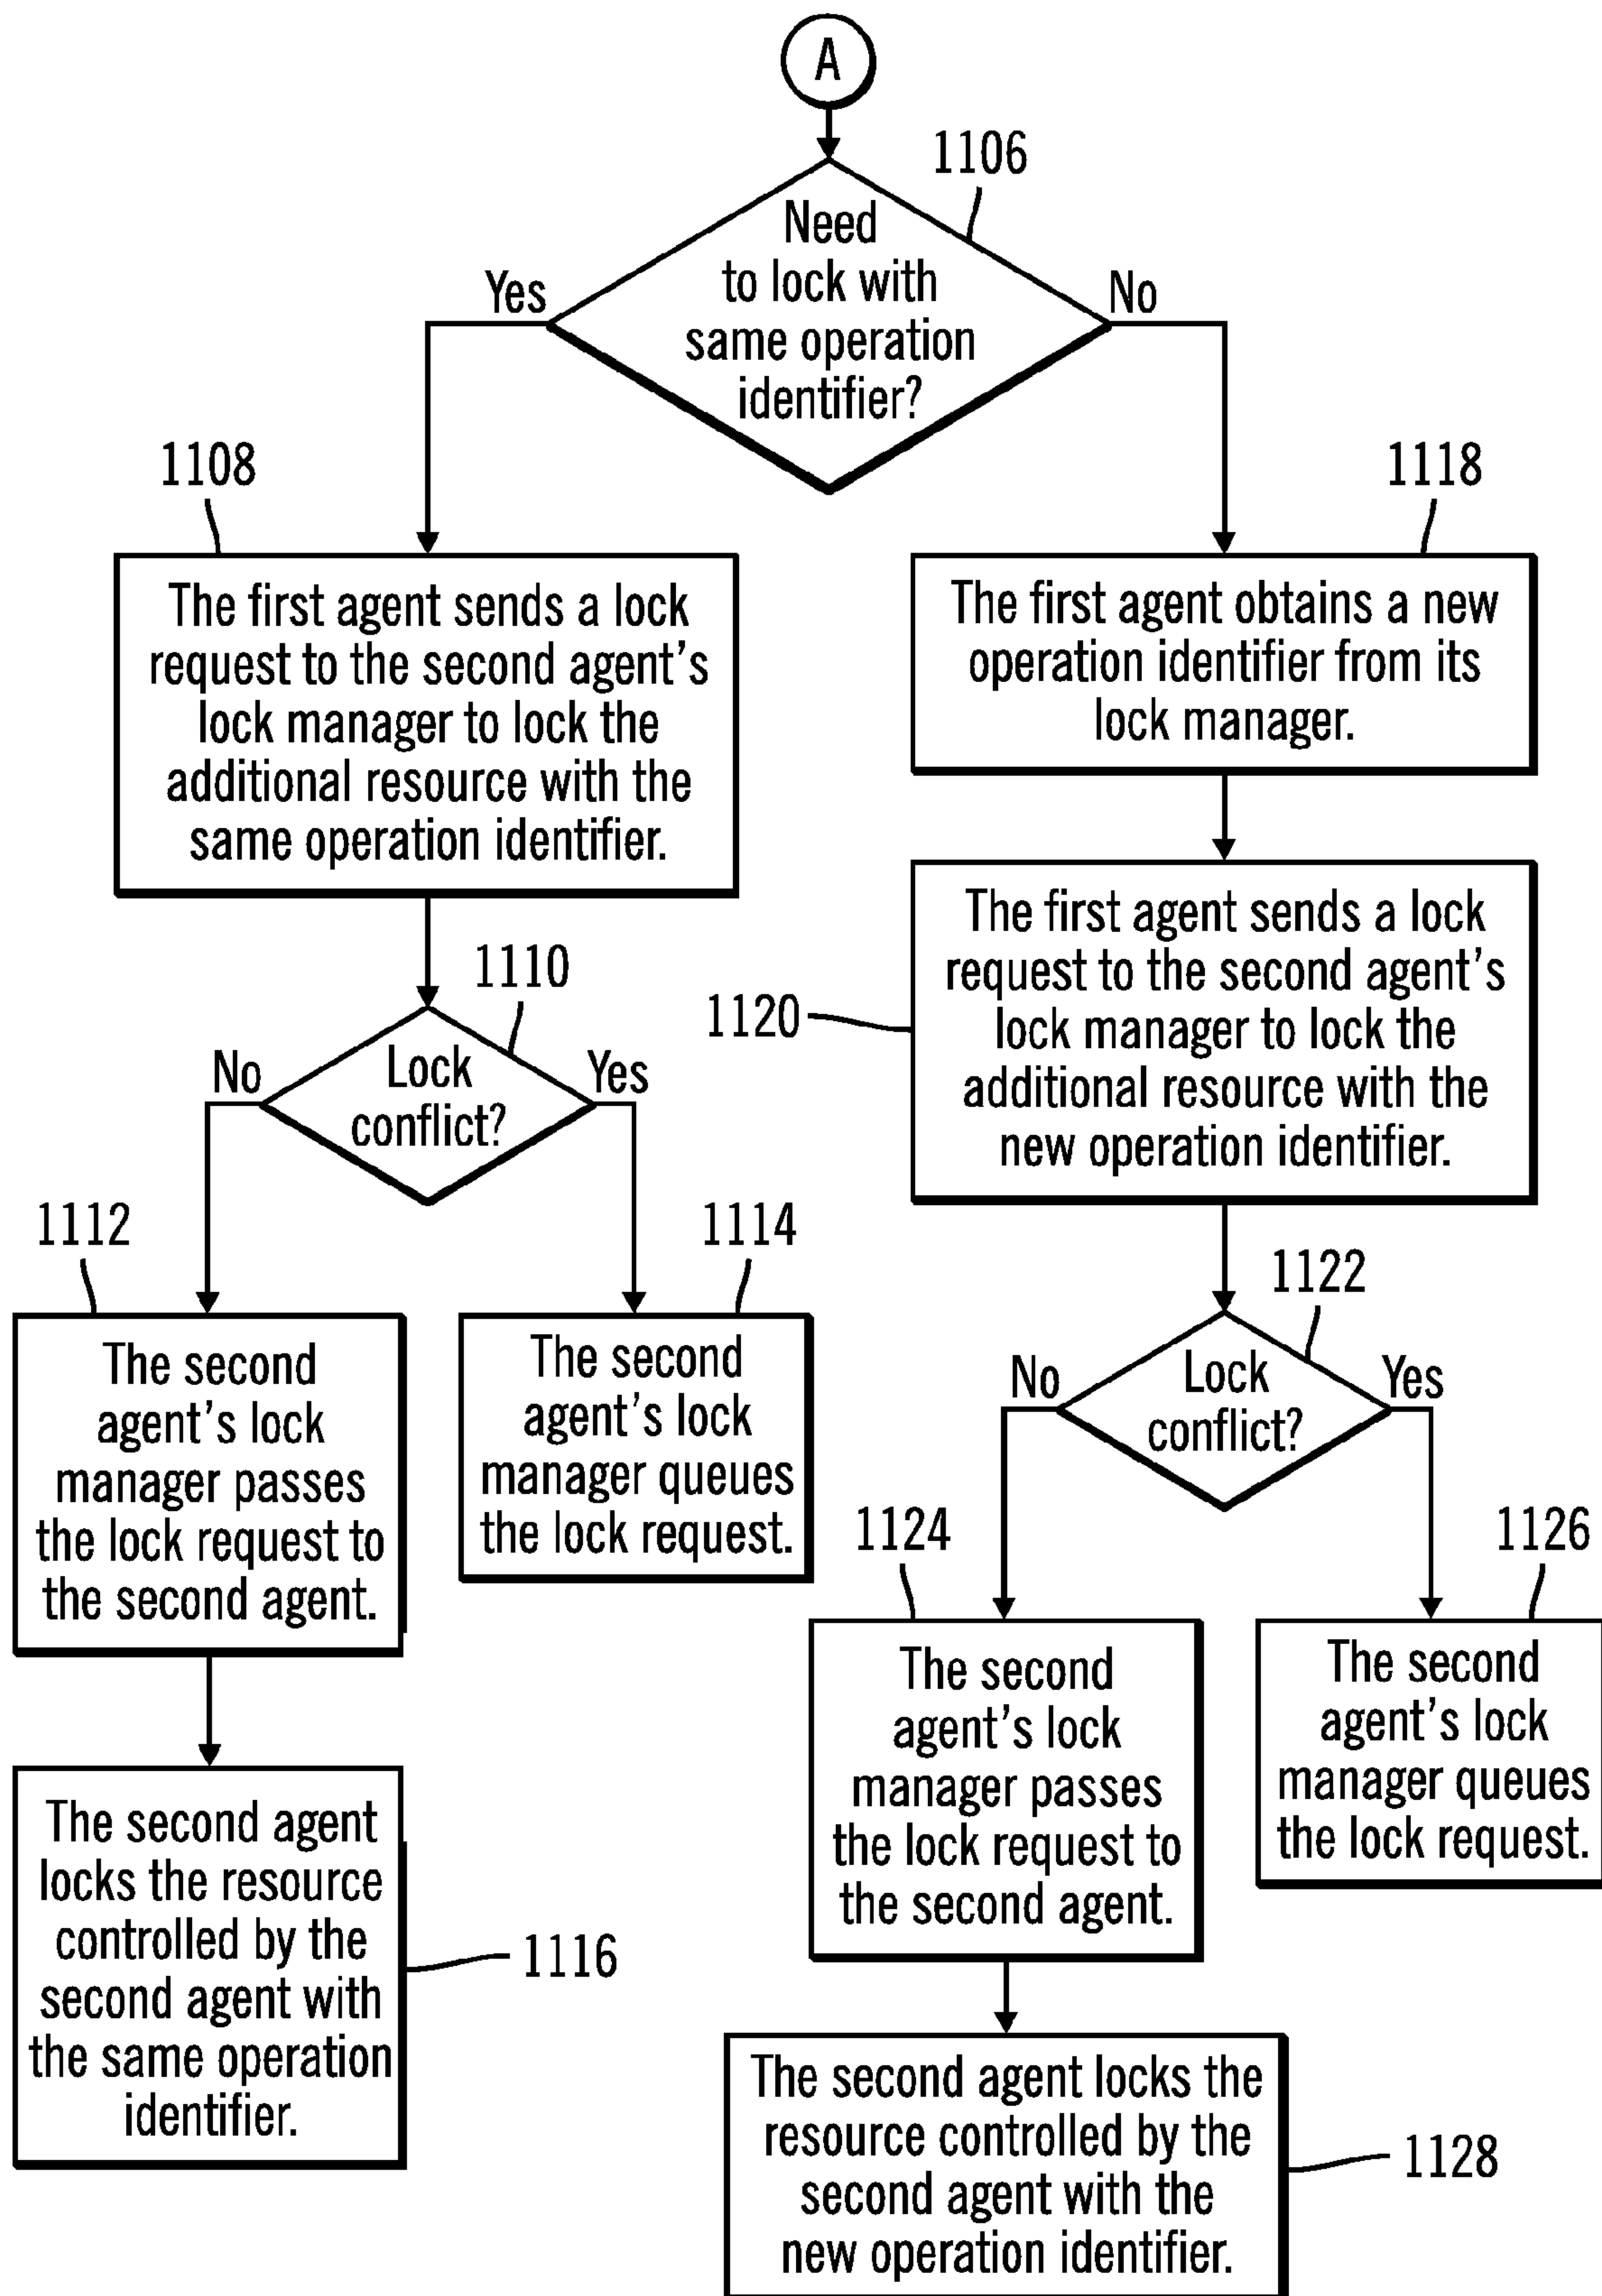 A
1106
Need
to lock with
same operation
identifier?
Yes
No
1108
The first agent sends a lock
request to the second agent's
lock manager to lock the
additional resource with the
same operation identifier.
1118
The first agent obtains a new
operation identifier from its
lock manager.
1120
The first agent sends a lock
request to the second agent's
lock manager to lock the
additional resource with the
new operation identifier.
1110
Lock
conflict?
No
Yes
1112
The second
agent's lock
manager passes
the lock request to
the second agent.
1114
The second
agent's lock
manager queues
the lock request.
1122
Lock
conflict?
No
Yes
1124
The second
agent's lock
manager passes
the lock request to
the second agent.
1126
The second
agent's lock
manager queues
the lock request.
The second agent
locks the resource
controlled by the
second agent with
the same operation
identifier.
1116
The second agent locks the
resource controlled by the
second agent with the
new operation identifier.
1128